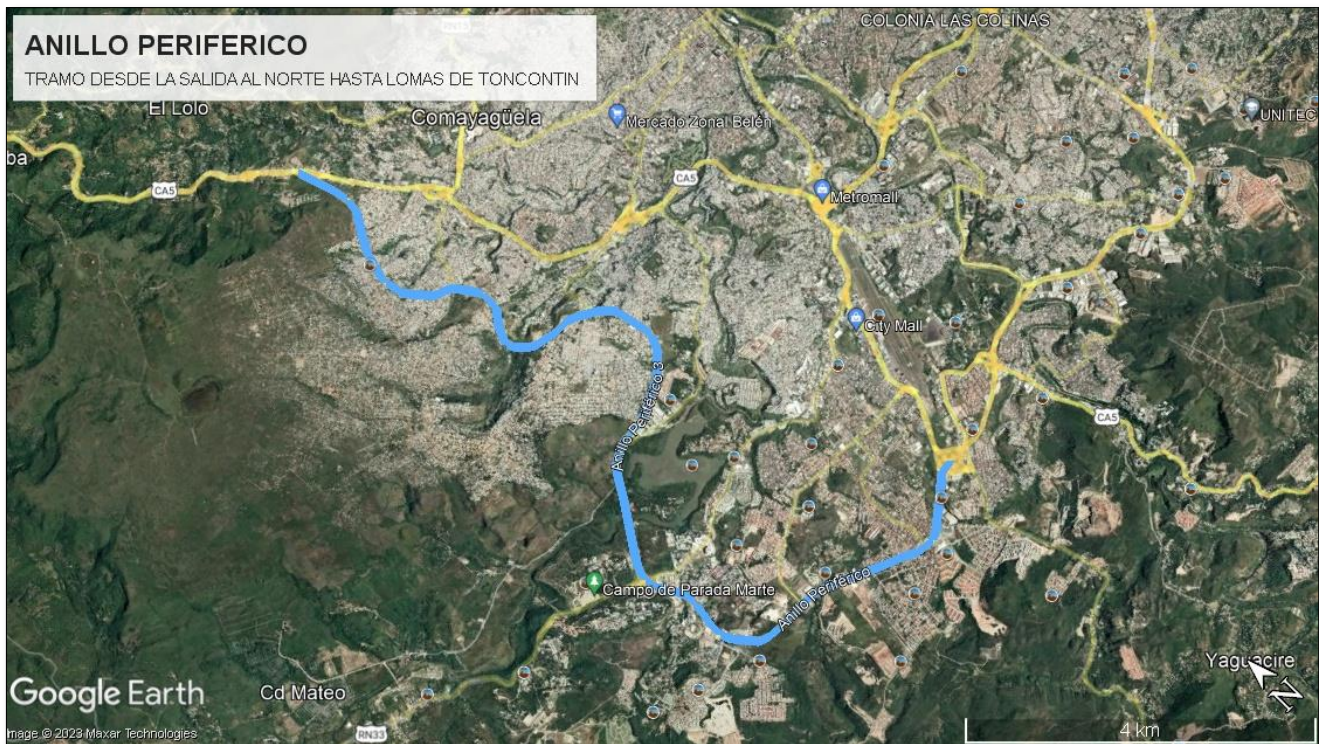 ANILLO PERIFERICO
TRAMO DESDE LA SALIDA AL NORTE HASTA LOMAS DE TONCONTIN
COLONIA LAS COLINAS
El Lolo
Comayagüela
Mercado Zonal Belén
UNITEC
ba
CA5
CA5
Metromall
City Mall
Anillo Periférico 3
CA5
Campo de Parada Marte
Anillo Periférico
Yaguacire
N
Google Earth
Cd Mateo
RN33
4 km
Image © 2023 Maxar Technologies